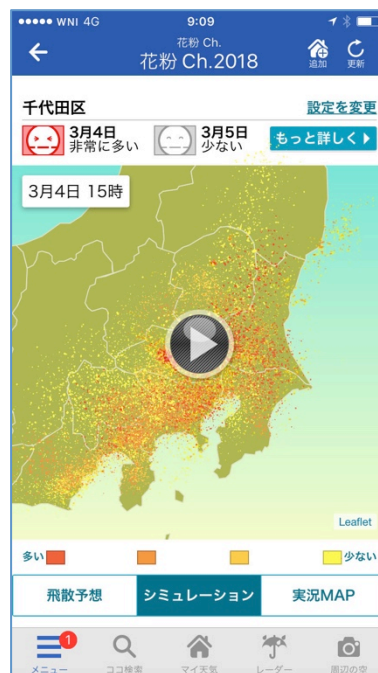 WNI 4G 9:09
花粉 Ch.
花粉 Ch.2018
追加 更新
千代田区 設定を変更
3月4日 非常に多い
3月5日 少ない
もっと詳しく
3月4日 15時
Leaflet
多い 少ない
飛散予想 シミュレーション 実況MAP
1
メニュー ココ検索 マイ天気 レーダー 周辺の空